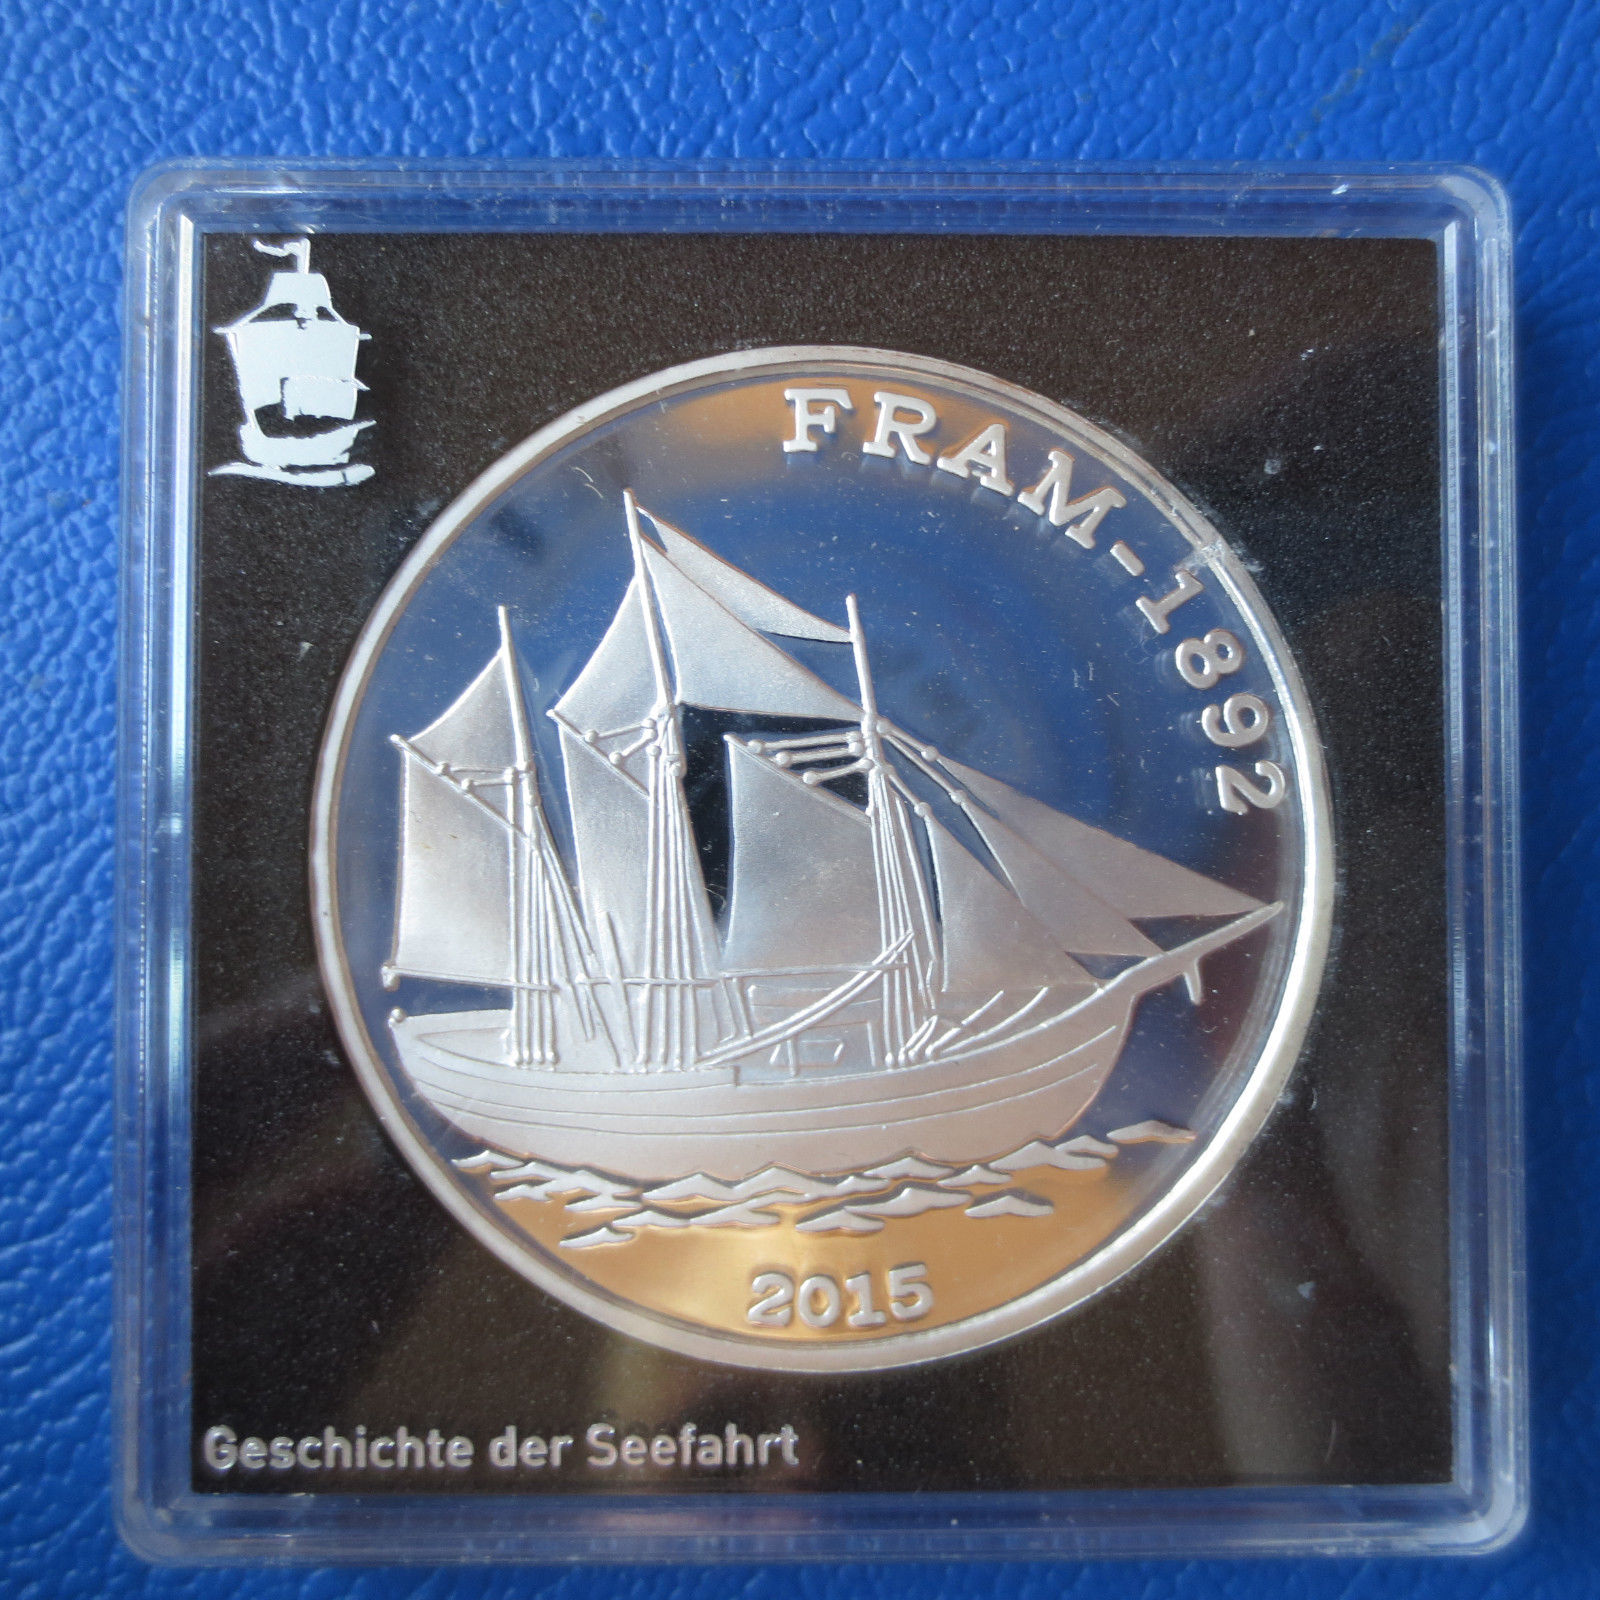 FRAM-1892
2015
Geschichte der Seefahrt